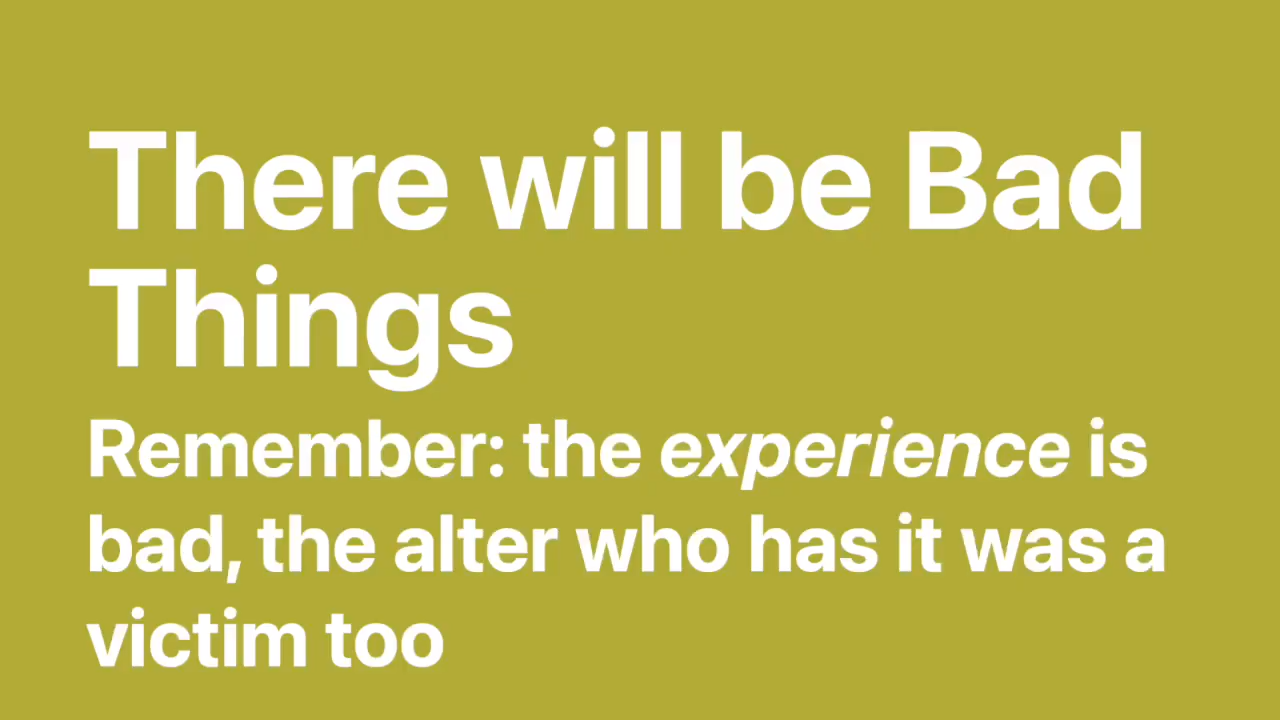 There will be Bad
Things
Remember: the experience is
bad, the alter who has it was a
victim too